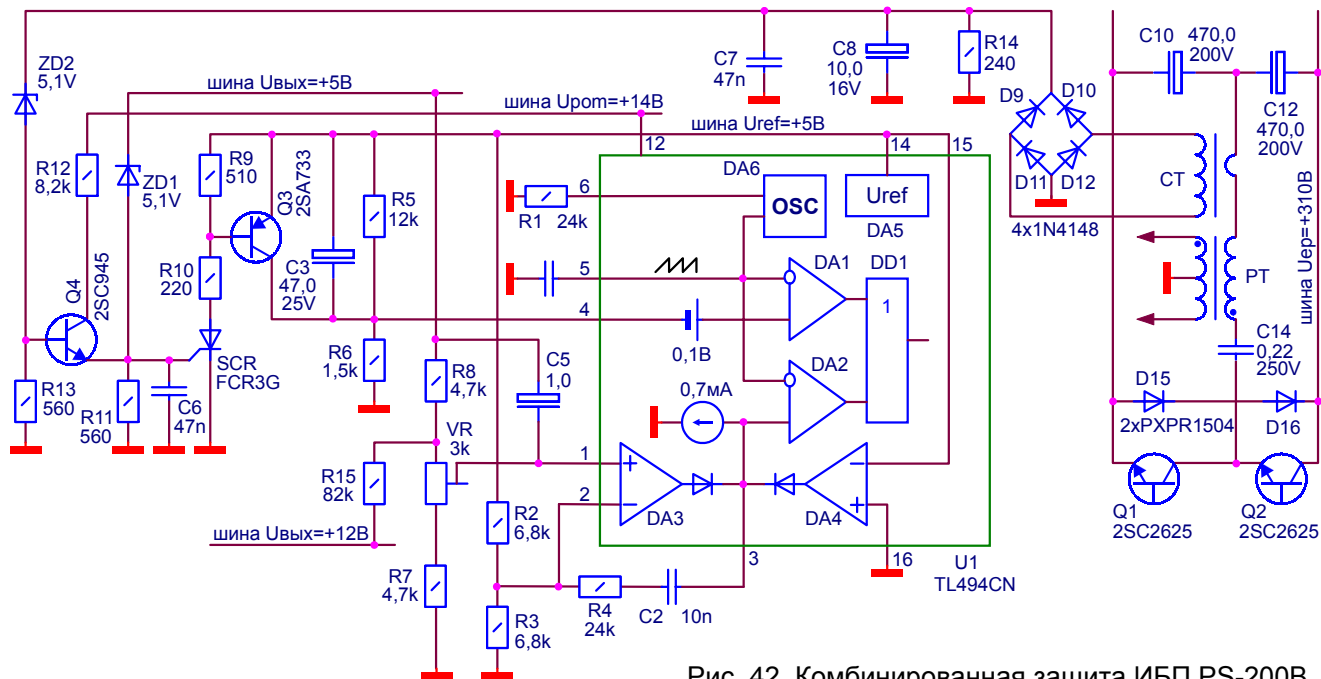 ZD2
5,1V
R12
8,2k
Q4
2SC945
R13
560
шина Uвых=+5В
ZD1
5,1V
R11
560
C6
47n
SCR
FCR3G
R9
510
R10
220
Q3
2SA733
C3
47,0
25V
R5
12k
R6
1,5k
шина Upom=+14В
шина Uref=+5В
C7
47n
C8
10,0
16V
R14
240
12
14
15
DA6
OSC
Uref
DA5
6
R1
24k
5
4
0,1В
DA1
DD1
1
DA2
0,7мА
R8
4,7k
C5
1,0
VR
3k
R15
82k
шина Uвых=+12В
R7
4,7k
1
2
+
−
DA3
−
+
DA4
R2
6,8k
R3
6,8k
R4
24k
C2
10n
3
16
U1
TL494CN
D9
D10
D11
D12
4x1N4148
C10
470,0
200V
C12
470,0
200V
CT
PT
шина Uep=+310В
C14
0,22
250V
D15
2xPXPR1504
D16
Q1
2SC2625
Q2
2SC2625
Рис. 42. Комбинированная защита ИБП PS-200B